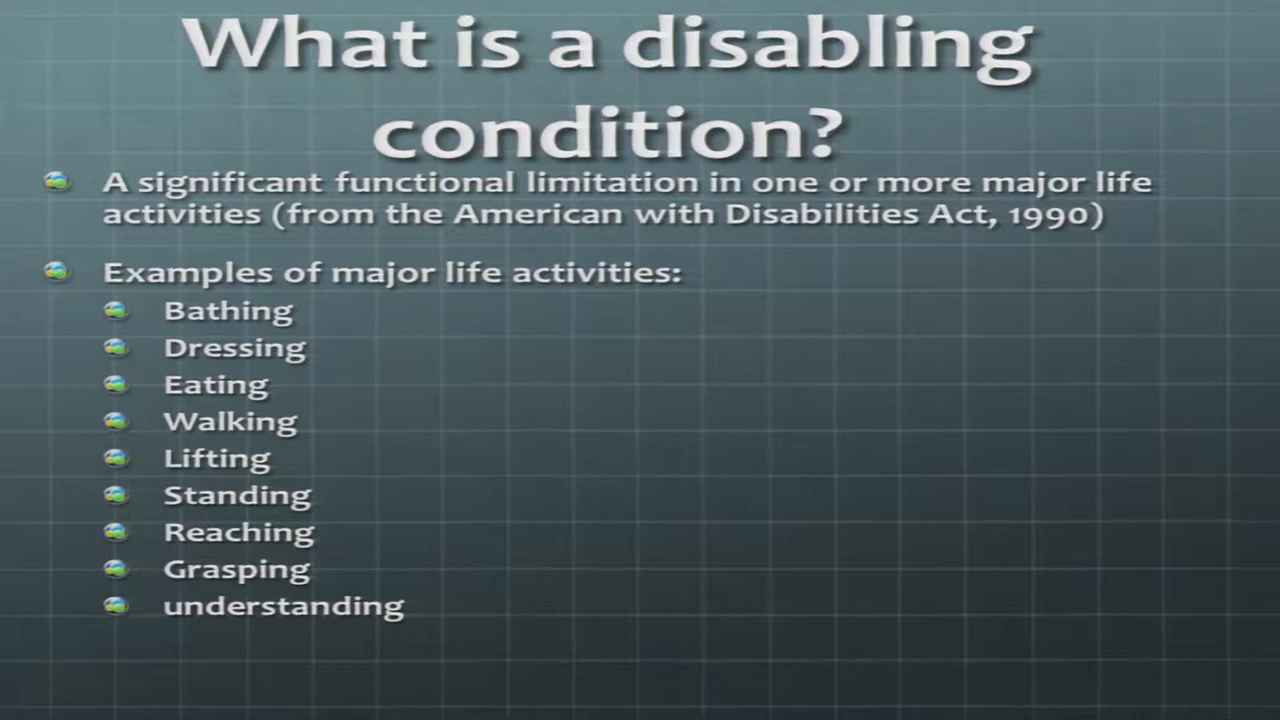 What is a disabling
condition?
A significant functional limitation in one or more major life
activities (from the American with Disabilities Act, 1990)
Examples of major life activities:
Bathing
Dressing
Eating
Walking
Lifting
Standing
Reaching
Grasping
understanding